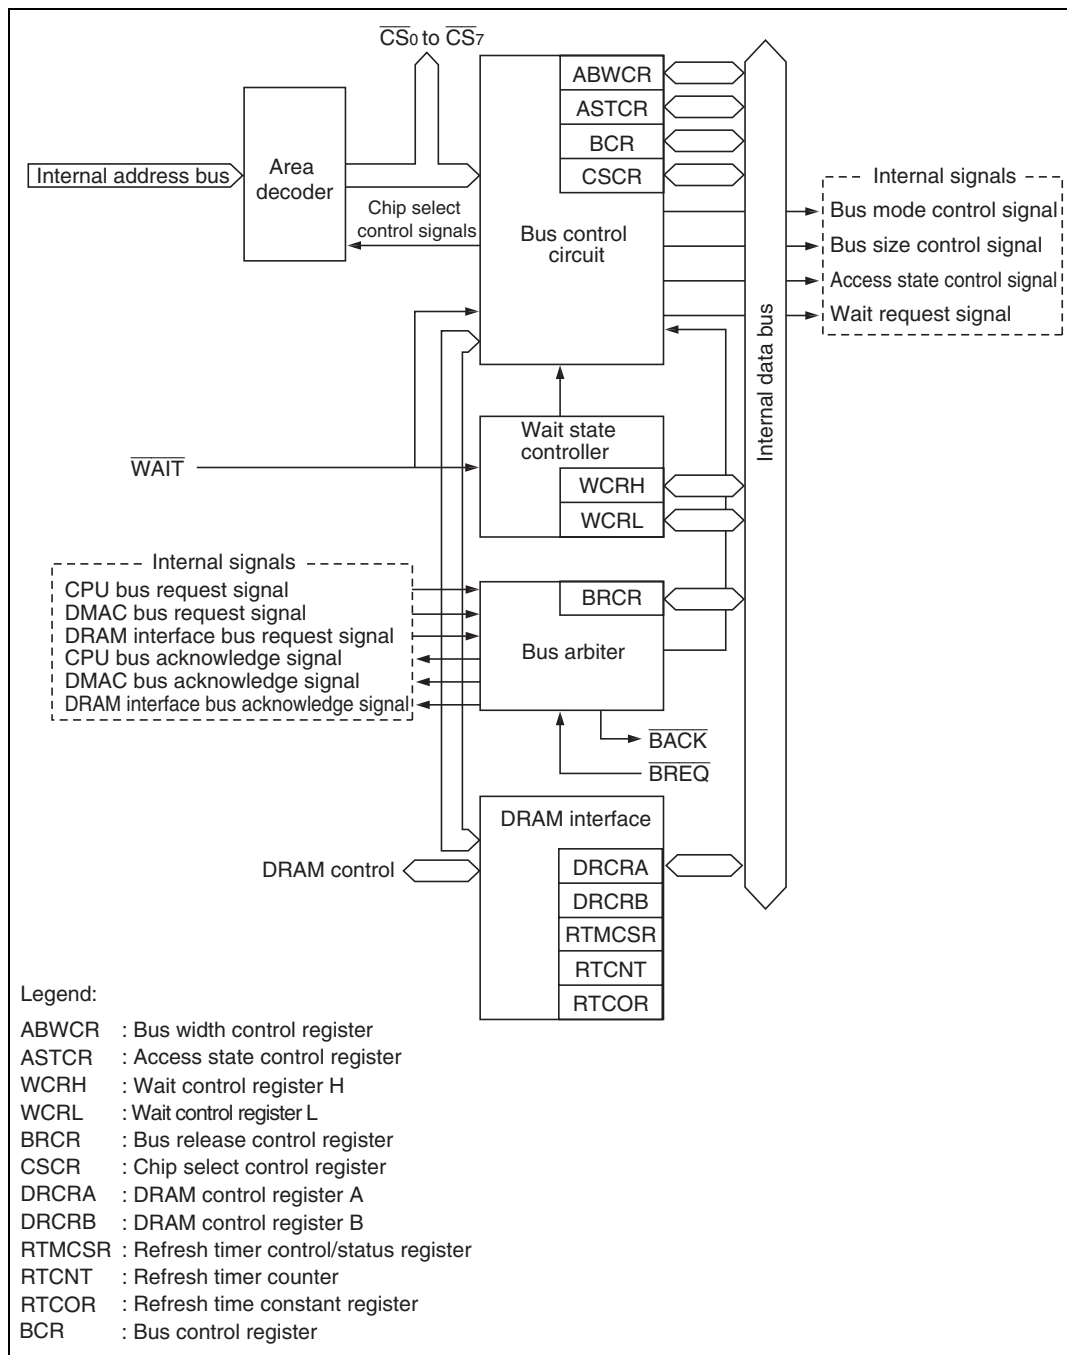 CS0 to CS7
ABWCR
ASTCR
BCR
CSCR
Internal address bus
Area
decoder
Chip select
control signals
Bus control
circuit
Internal signals
Bus mode control signal
Bus size control signal
Access state control signal
Wait request signal
Internal data bus
WAIT
Wait state
controller
WCRH
WCRL
Internal signals
CPU bus request signal
DMAC bus request signal
DRAM interface bus request signal
CPU bus acknowledge signal
DMAC bus acknowledge signal
DRAM interface bus acknowledge signal
BRCR
Bus arbiter
BACK
BREQ
DRAM interface
DRAM control
DRCRA
DRCRB
RTMCSR
RTCNT
RTCOR
Legend:
ABWCR : Bus width control register
ASTCR : Access state control register
WCRH : Wait control register H
WCRL : Wait control register L
BRCR : Bus release control register
CSCR : Chip select control register
DRCRA : DRAM control register A
DRCRB : DRAM control register B
RTMCSR : Refresh timer control/status register
RTCNT : Refresh timer counter
RTCOR : Refresh time constant register
BCR : Bus control register